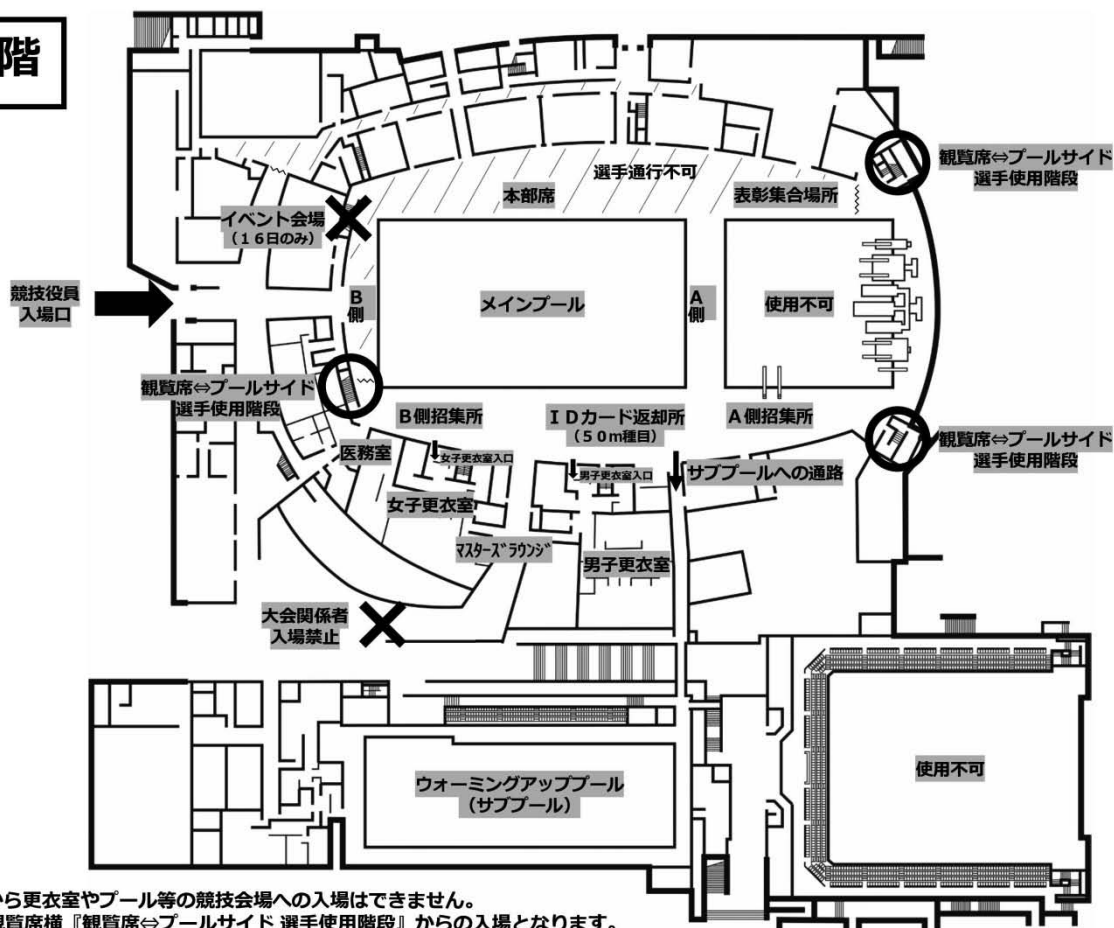 階
観覧席⇔プールサイド
選手使用階段
選手通行不可
本部席
表彰集合場所
イベント会場
（１６日のみ）
競技役員
入場口
B
側
メインプール
A
側
使用不可
観覧席⇔プールサイド
選手使用階段
Ｂ側招集所
ＩＤカード返却所
（５０ｍ種目）
Ａ側招集所
観覧席⇔プールサイド
選手使用階段
医務室
女子更衣室入口
男子更衣室入口
サブプールへの通路
女子更衣室
ﾏｽﾀｰｽﾞﾗｳﾝｼﾞ
男子更衣室
大会関係者
入場禁止
ウォーミングアッププール
（サブプール）
使用不可
から更衣室やプール等の競技会場への入場はできません。
観覧席横『観覧席⇔プールサイド 選手使用階段』からの入場となります。